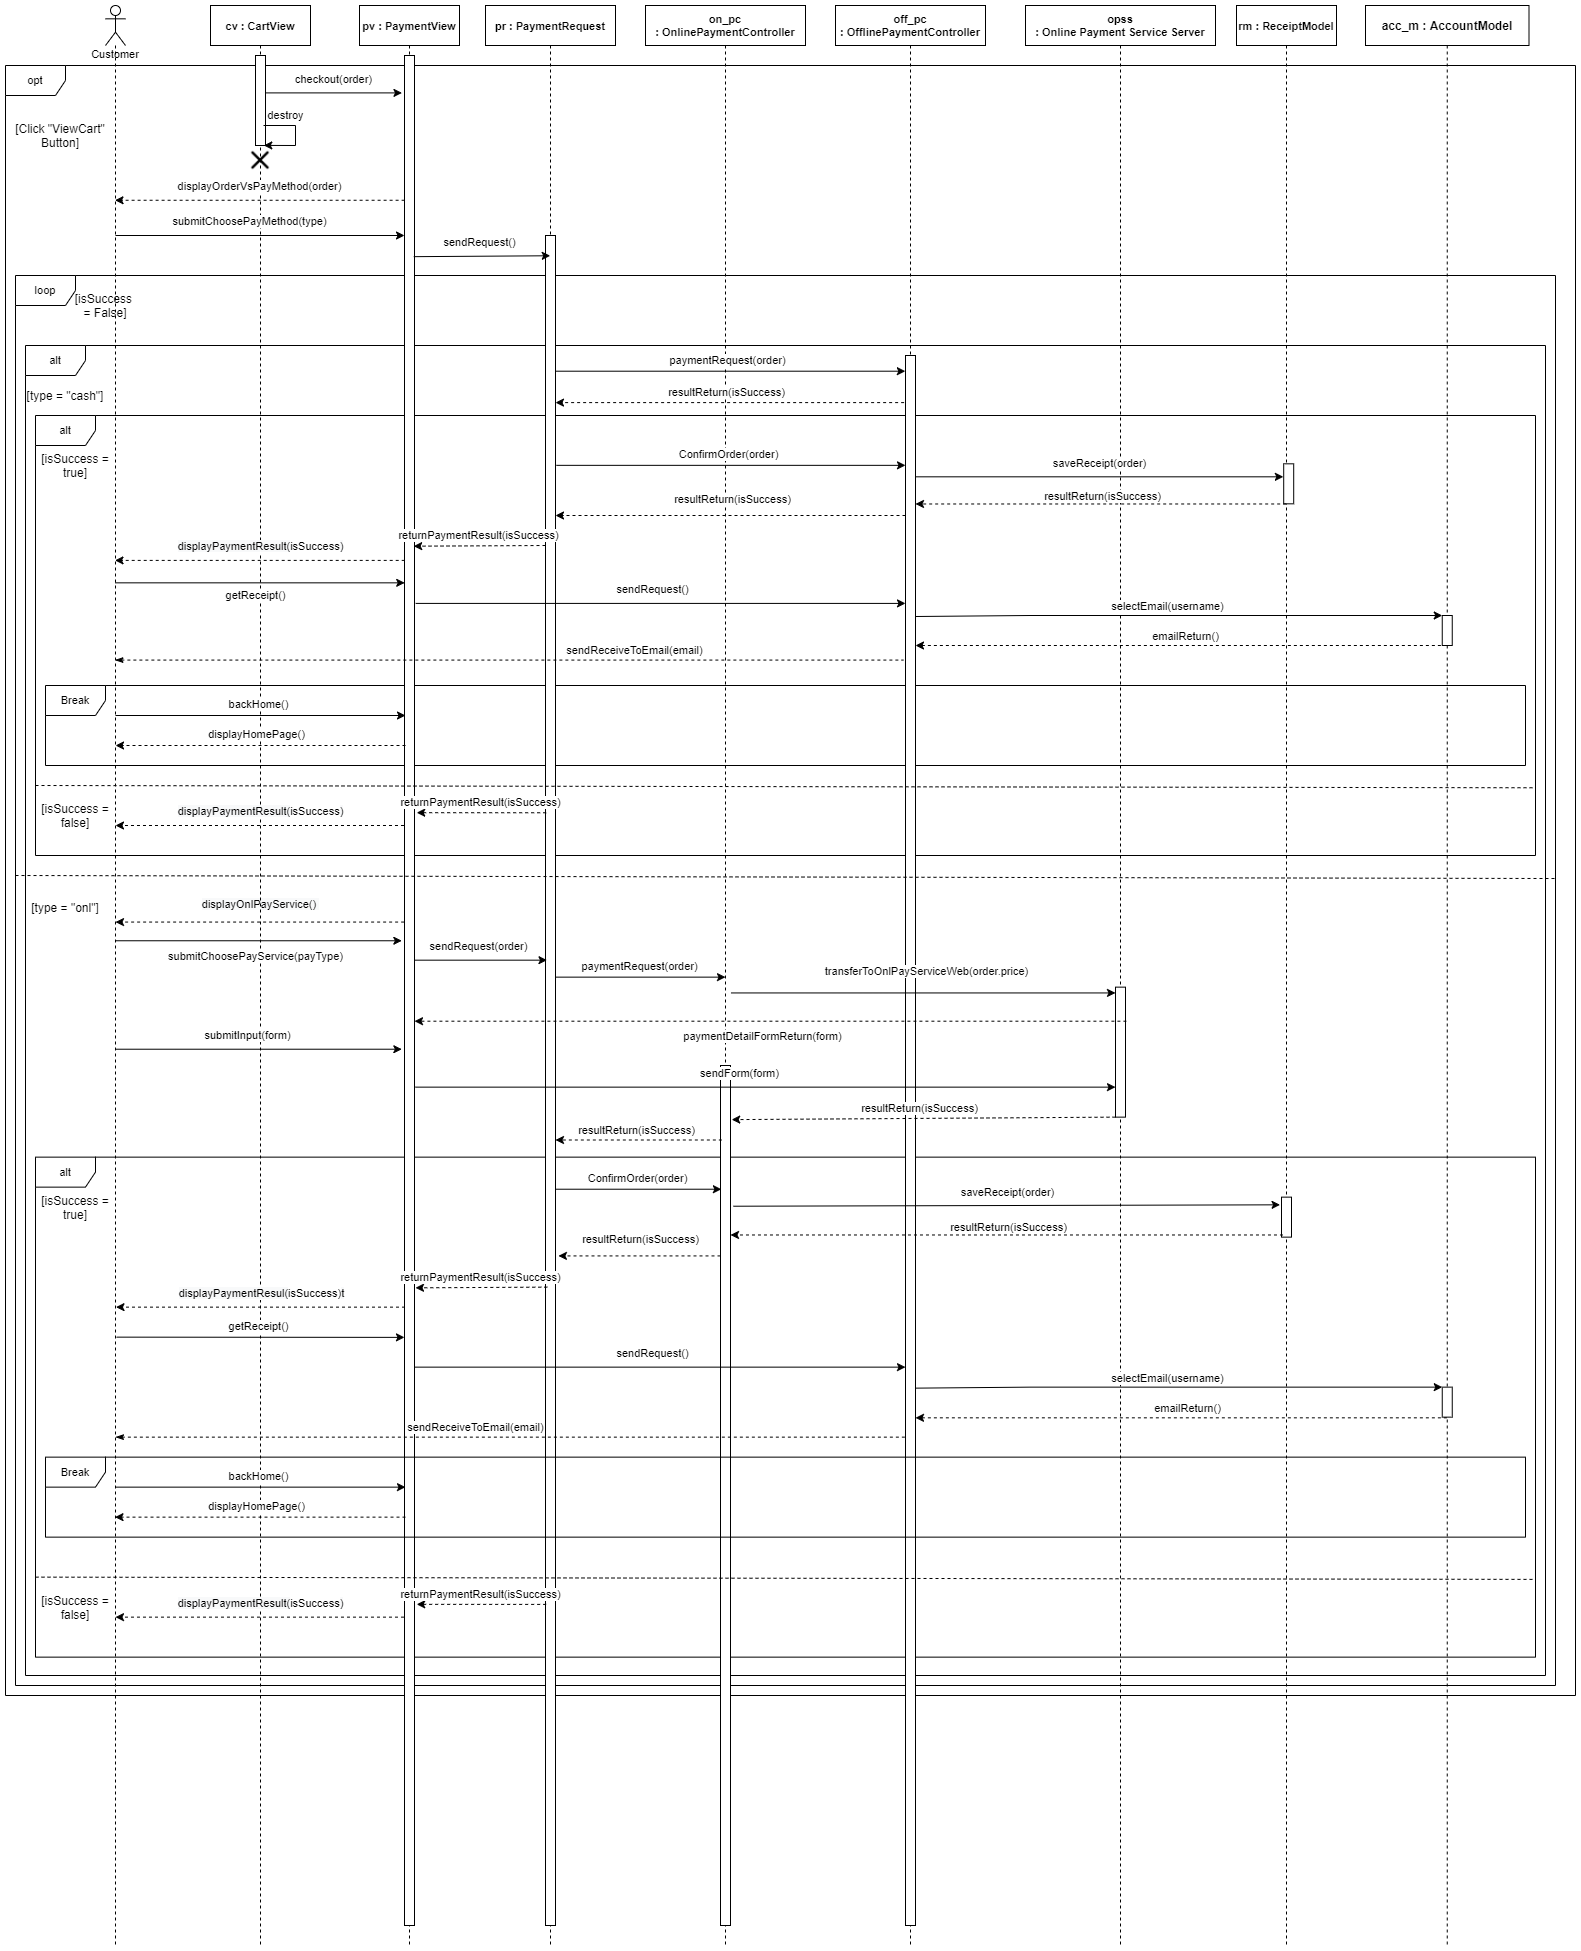 Customer
cv : CartView
pv : PaymentView
pr : PaymentRequest
on_pc
: OnlinePaymentController
off_pc
: OfflinePaymentController
opss
: Online Payment Service Server
rm : ReceiptModel
acc_m : AccountModel
opt
checkout(order)
destroy
[Click "ViewCart"
Button]
displayOrderVsPayMethod(order)
submitChoosePayMethod(type)
sendRequest()
loop
[isSuccess
= False]
alt
paymentRequest(order)
[type = "cash"]
resultReturn(isSuccess)
alt
[isSuccess =
true]
ConfirmOrder(order)
saveReceipt(order)
resultReturn(isSuccess)
resultReturn(isSuccess)
returnPaymentResult(isSuccess)
displayPaymentResult(isSuccess)
getReceipt()
sendRequest()
selectEmail(username)
emailReturn()
sendReceiveToEmail(email)
Break
backHome()
displayHomePage()
[isSuccess =
false]
returnPaymentResult(isSuccess)
displayPaymentResult(isSuccess)
[type = "onl"]
displayOnlPayService()
submitChoosePayService(payType)
sendRequest(order)
paymentRequest(order)
transferToOnlPayServiceWeb(order.price)
submitInput(form)
paymentDetailFormReturn(form)
sendForm(form)
resultReturn(isSuccess)
resultReturn(isSuccess)
alt
[isSuccess =
true]
ConfirmOrder(order)
saveReceipt(order)
resultReturn(isSuccess)
resultReturn(isSuccess)
returnPaymentResult(isSuccess)
displayPaymentResul(isSuccess)t
getReceipt()
sendRequest()
selectEmail(username)
emailReturn()
sendReceiveToEmail(email)
Break
backHome()
displayHomePage()
[isSuccess =
false]
returnPaymentResult(isSuccess)
displayPaymentResult(isSuccess)